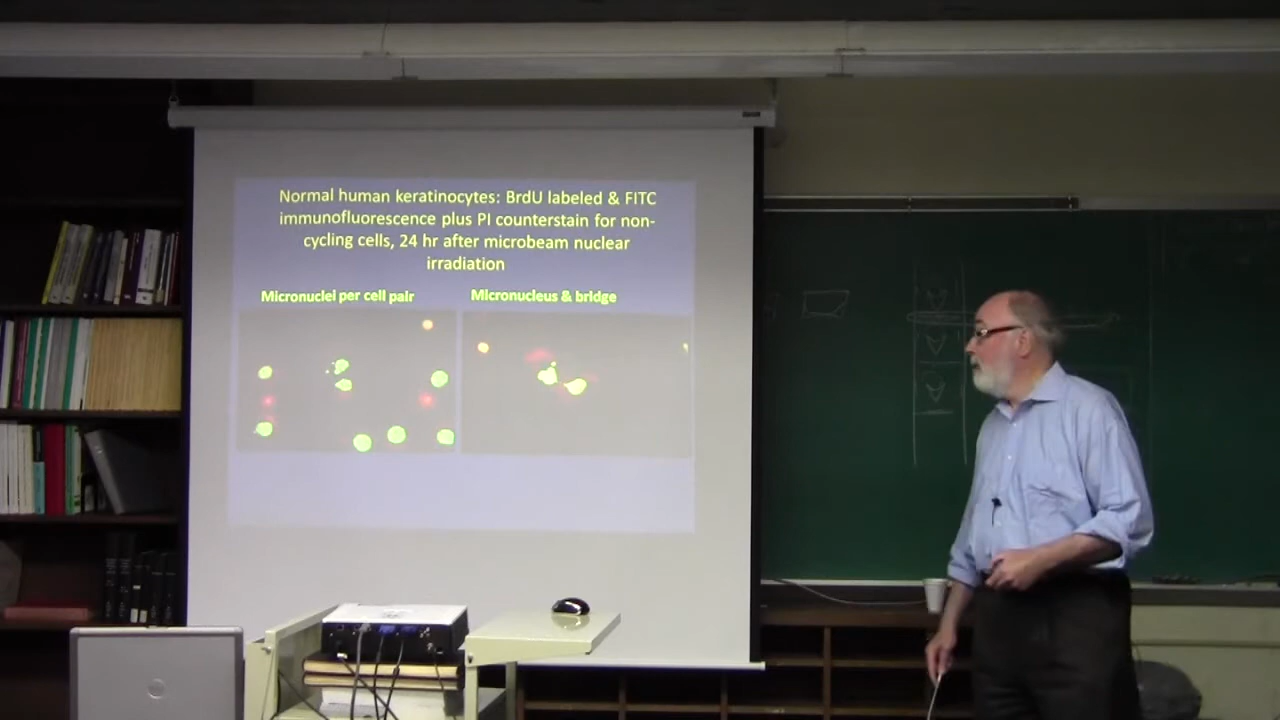 Normal human keratinocytes: BrdU labeled & FITC
immunofluorescence plus PI counterstain for non-
cycling cells, 24 hr after microbeam nuclear
irradiation
Micronuclei per cell pair
Micronucleus & bridge